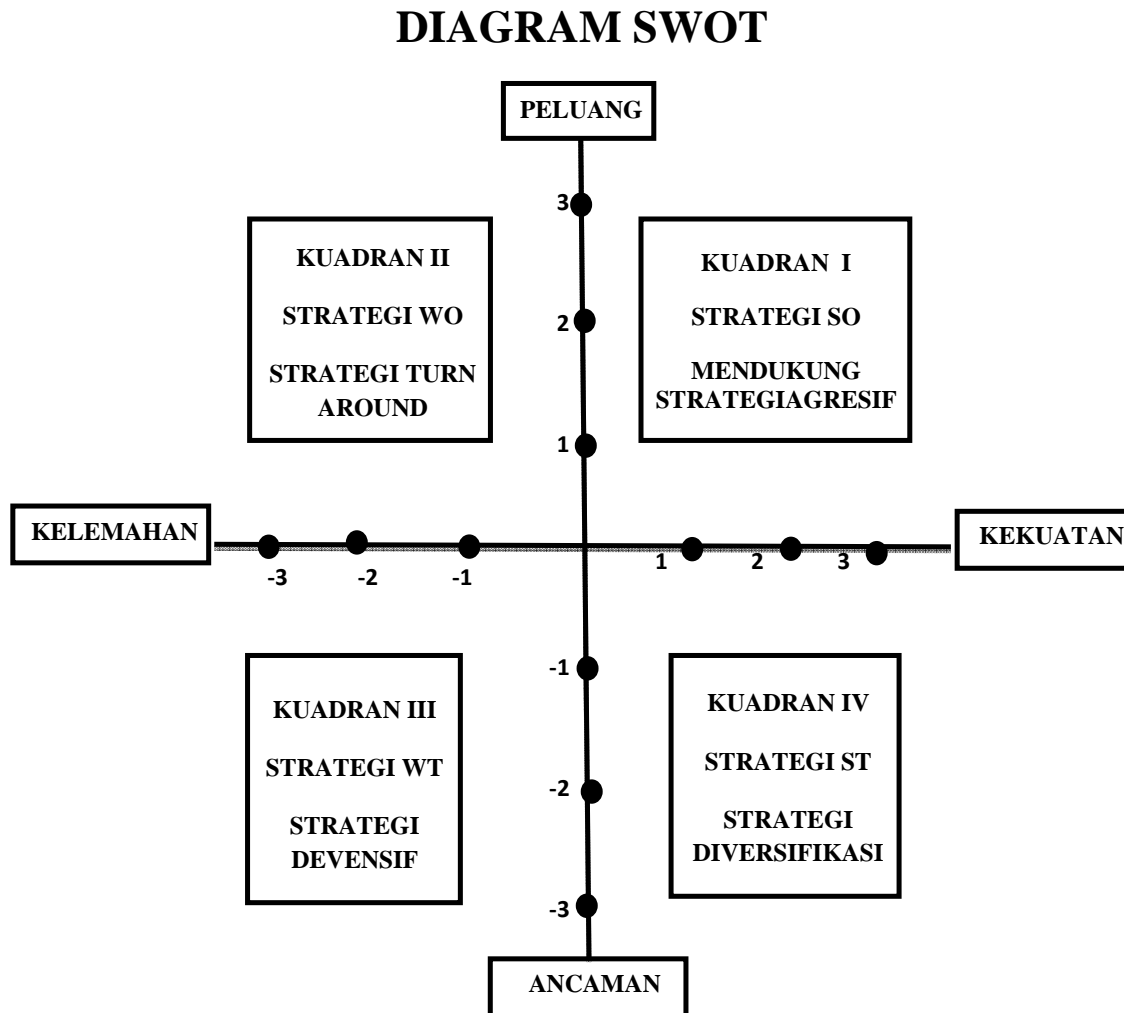 DIAGRAM SWOT
PELUANG
3
KUADRAN II
STRATEGI WO
STRATEGI TURN
AROUND
KUADRAN I
STRATEGI SO
MENDUKUNG
STRATEGIAGRESIF
2
1
KELEMAHAN
KEKUATAN
-3
-2
-1
1
2
3
-1
KUADRAN III
STRATEGI WT
STRATEGI
DEVENSIF
KUADRAN IV
STRATEGI ST
STRATEGI
DIVERSIFIKASI
-2
-3
ANCAMAN